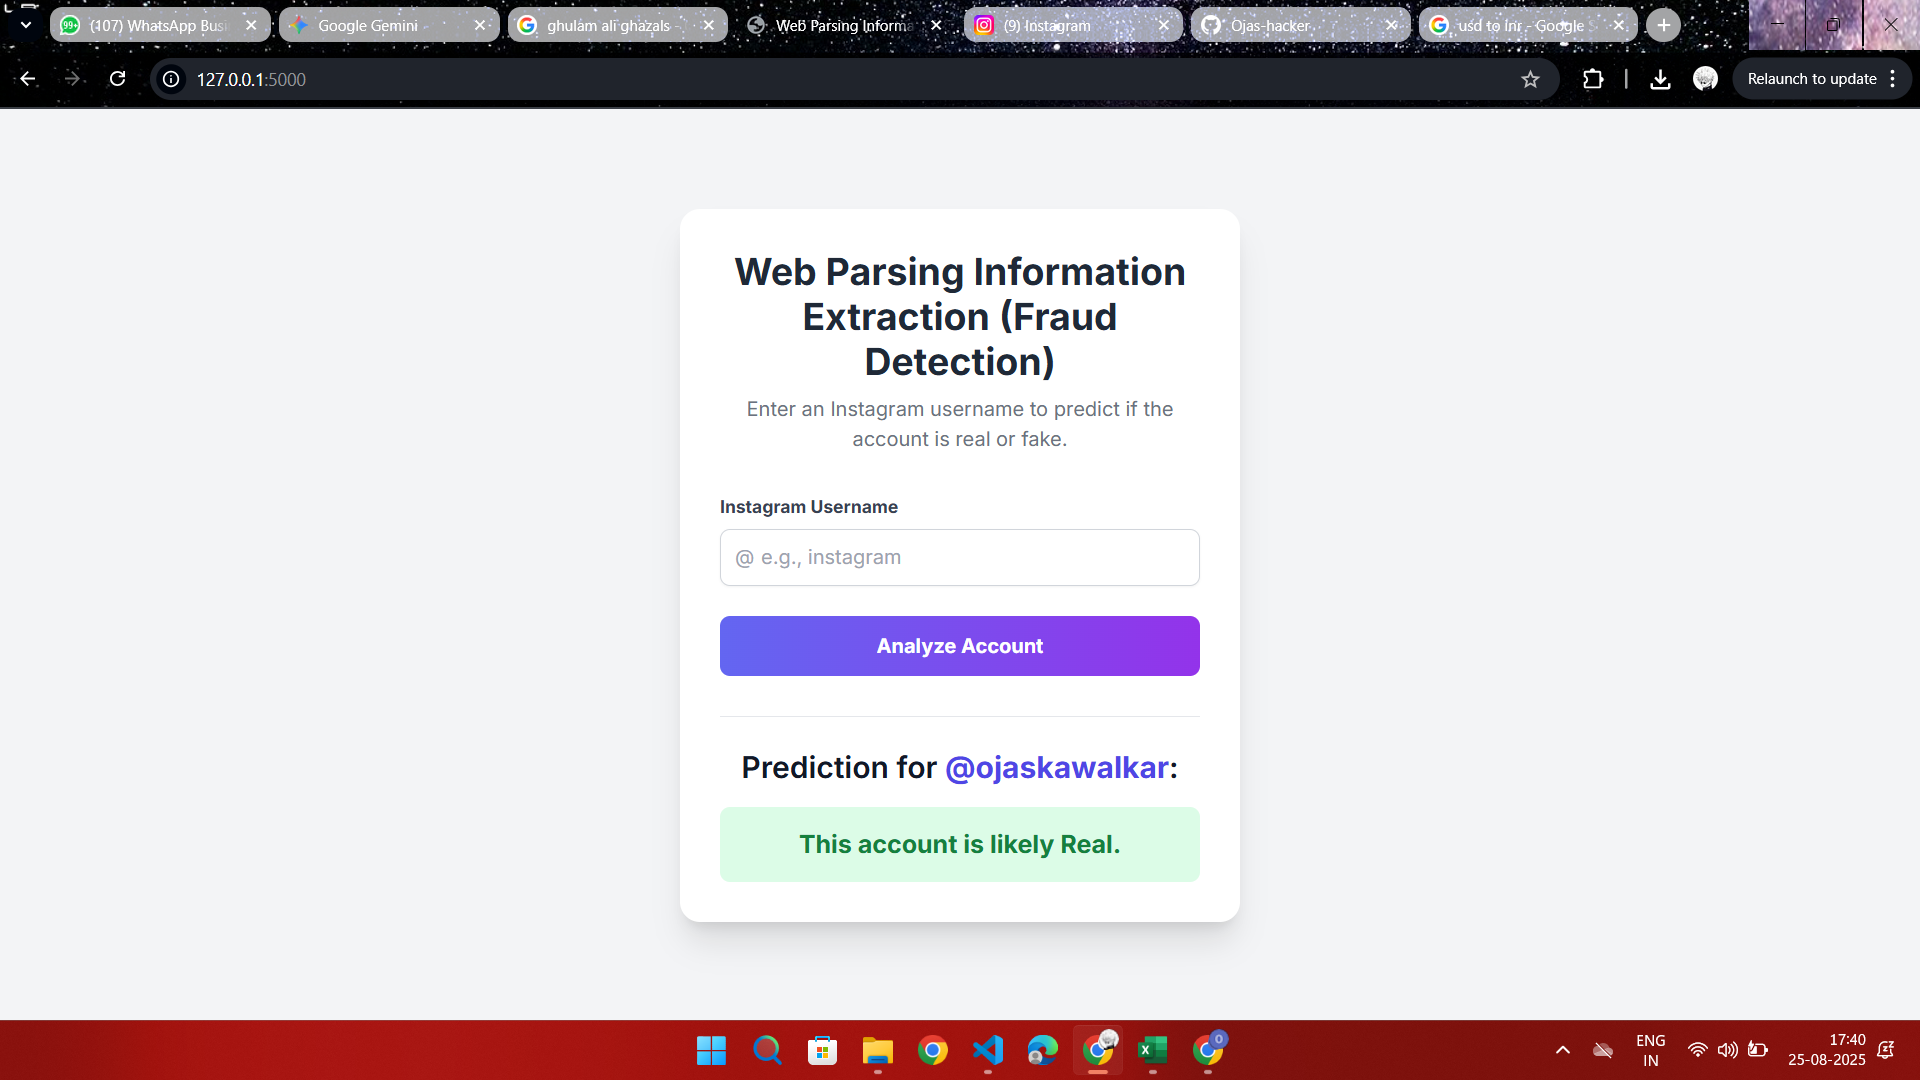 99+ (107) WhatsApp Busi
Google Gemini
ghulam ali ghazals -
Web Parsing Informa
(9) Instagram
Ojas-hacker
usd to inr - Google S
127.0.0.1:5000
Relaunch to update
Web Parsing Information
Extraction (Fraud
Detection)
Enter an Instagram username to predict if the
account is real or fake.
Instagram Username
@ e.g., instagram
Analyze Account
Prediction for @ojaskawalkar:
This account is likely Real.
0
ENG
IN
17:40
25-08-2025